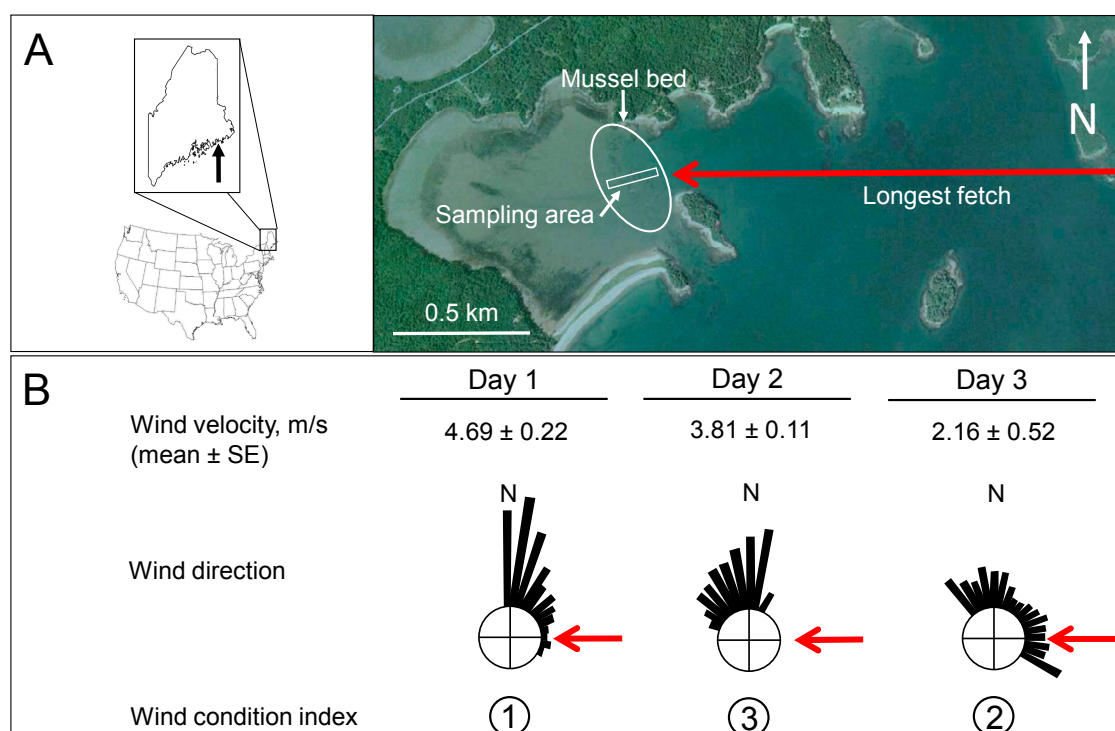 A
Mussel bed
N
Longest fetch
Sampling area
0.5 km
B
Day 1
Day 2
Day 3
Wind velocity, m/s
(mean ± SE)
4.69 ± 0.22
3.81 ± 0.11
2.16 ± 0.52
N
N
N
Wind direction
Wind condition index
1
3
2